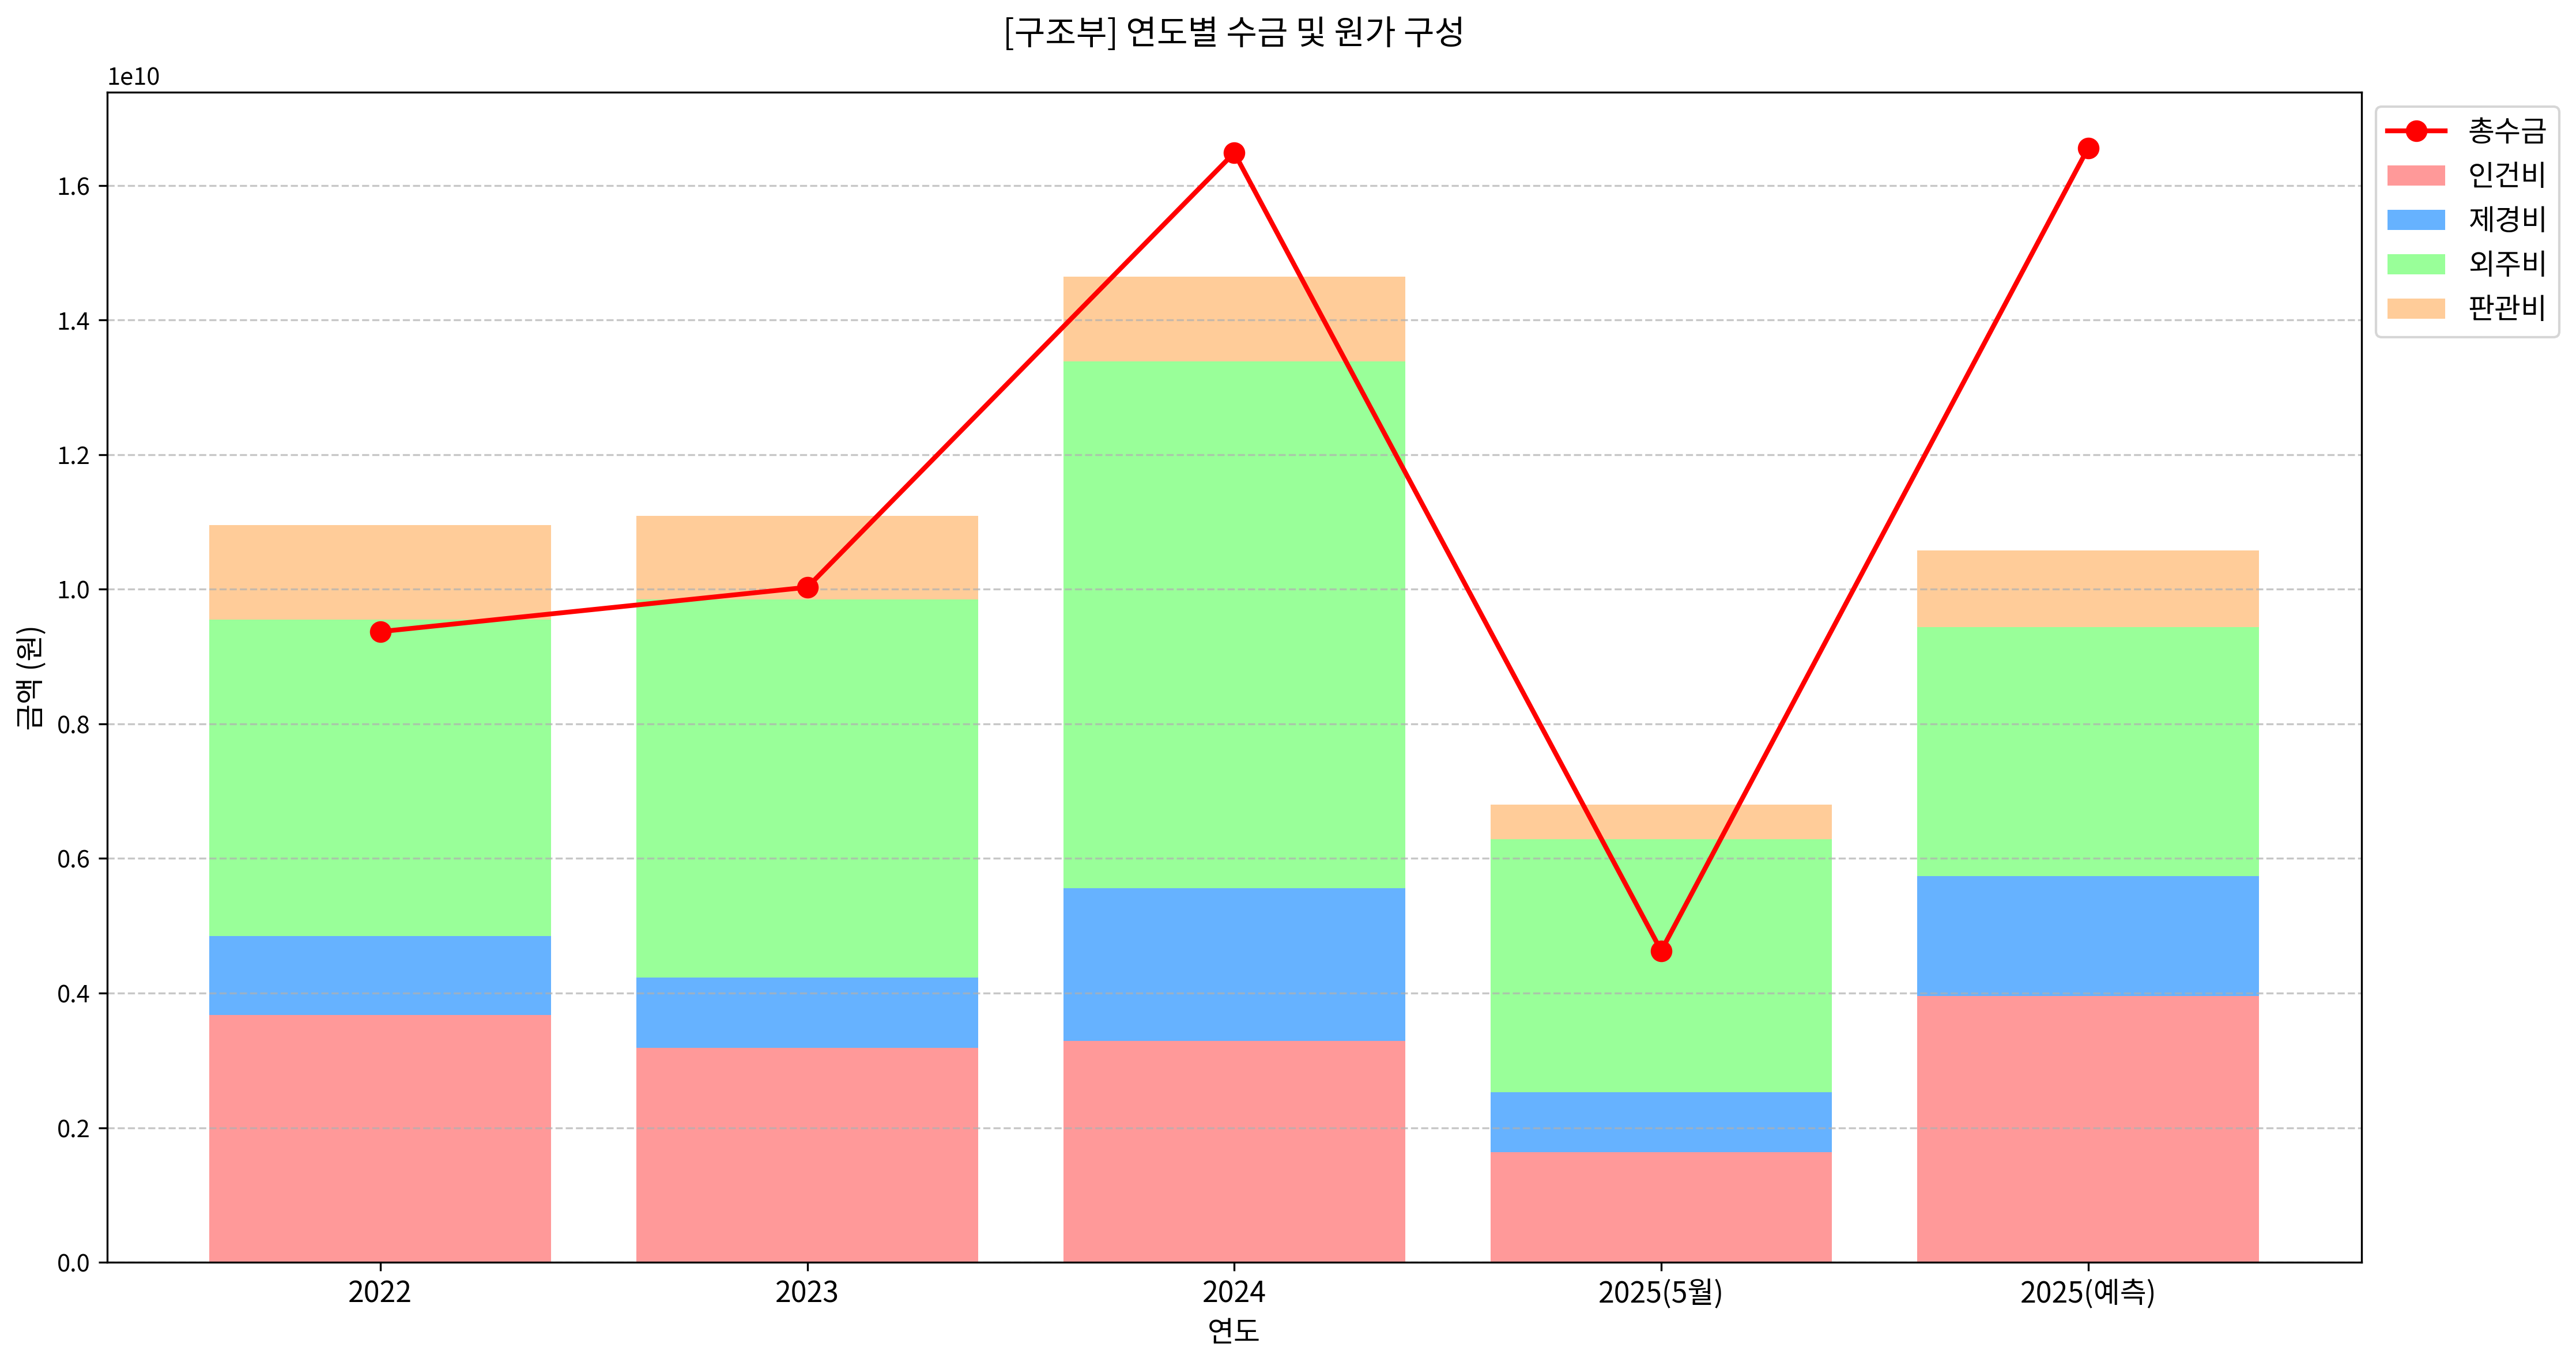 [구조부] 연도별 수금 및 원가 구성
1e10
1.6
1.4
1.2
1.0
0.8
0.6
0.4
0.2
0.0
금액 (원)
2022
2023
2024
2025(5월)
2025(예측)
연도
총수금
인건비
제경비
외주비
판관비